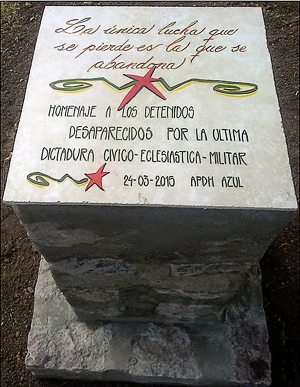 La única lucha que
se pierde es la que se
abandona
HOMENAJE A LOS DETENIDOS
DESAPARECIDOS POR LA ULTIMA
DICTADURA CIVICO-ECLESIASTICA-MILITAR
24-03-2015 APDH AZUL